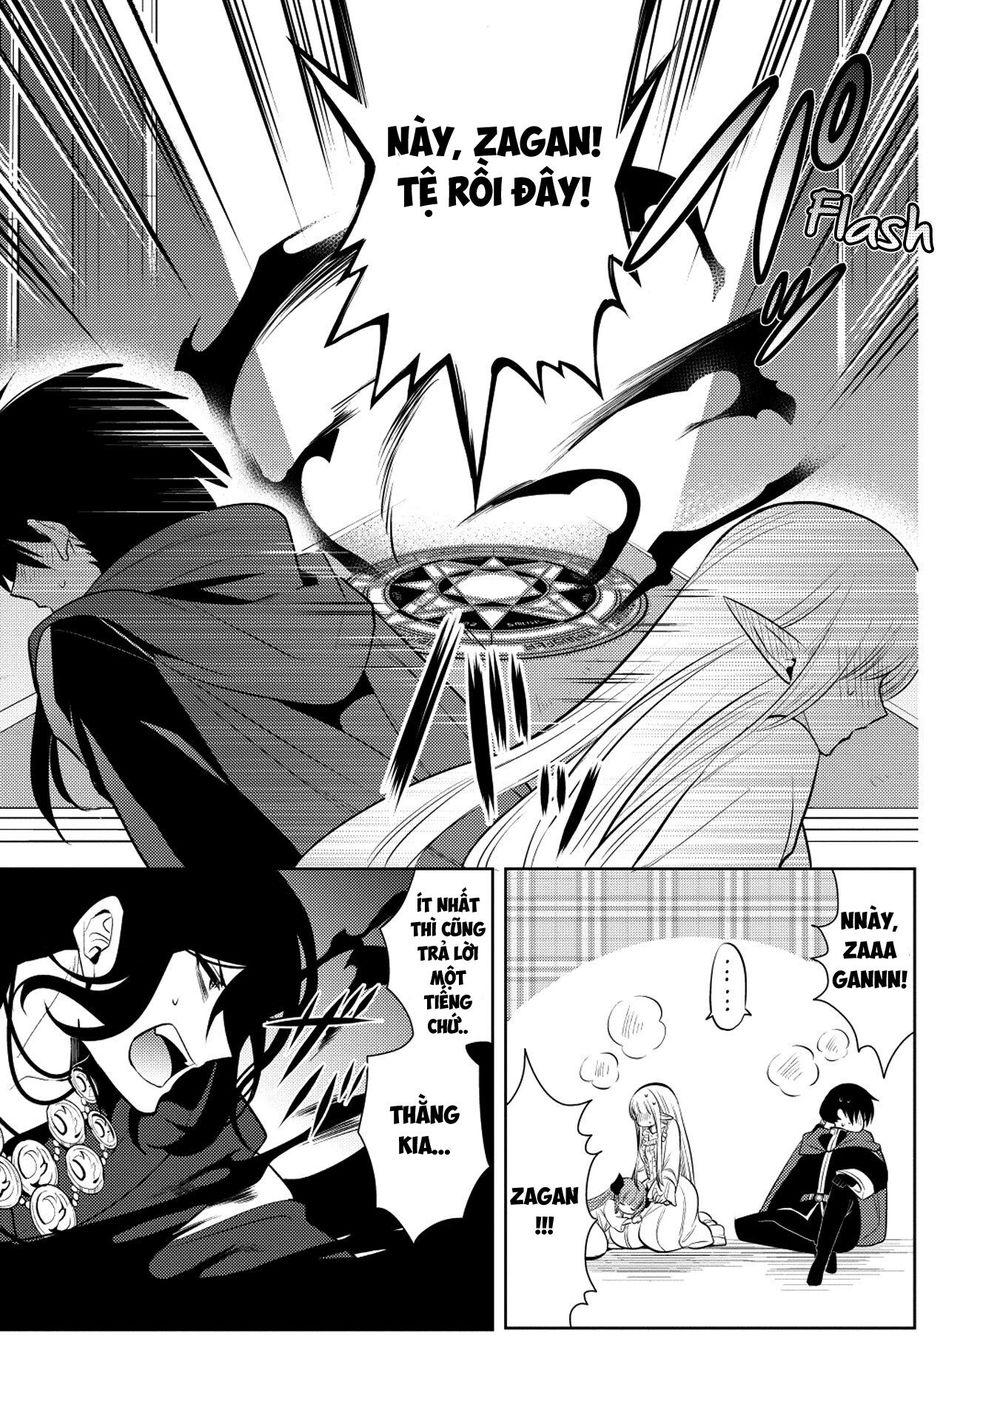 NÀY, ZAGAN!
TỆ RỒI ĐÂY!
Flash
NNÀY,
ZAAA
GANNN!
......
ZAGAN
!!!
ÍT NHẤT
THÌ CŨNG
TRẢ LỜI
MỘT
TIẾNG
CHỨ..
THẰNG
KIA...